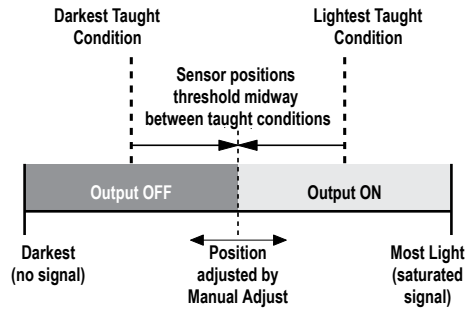 Darkest Taught
Condition
Lightest Taught
Condition
Sensor positions
threshold midway
between taught conditions
Output OFF
Output ON
Darkest
(no signal)
Position
adjusted by
Manual Adjust
Most Light
(saturated
signal)